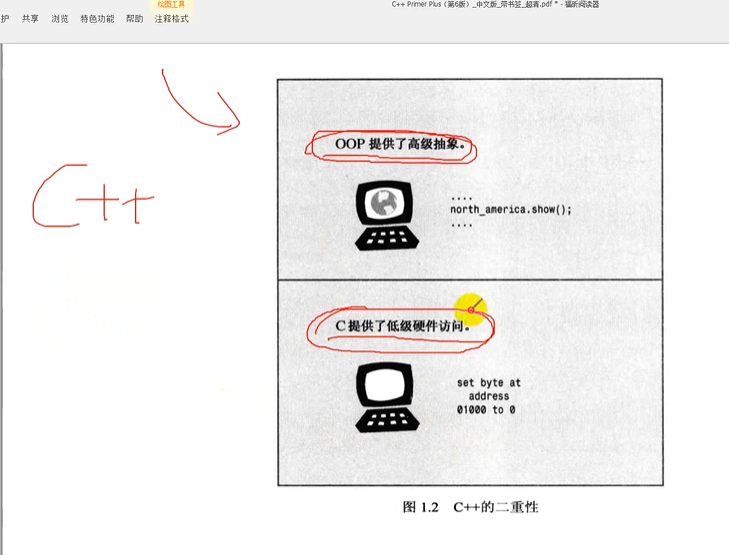 绘图工具
C++ Primer Plus（第6版）_中文版_带书签_超清.pdf * - 福昕阅读器
护 共享 浏览 特色功能 帮助 注释格式
C++
OOP 提供了高级抽象。
....
north_america.show();
....
C 提供了低级硬件访问。
set byte at
address
01000 to 0
图 1.2 C++的二重性